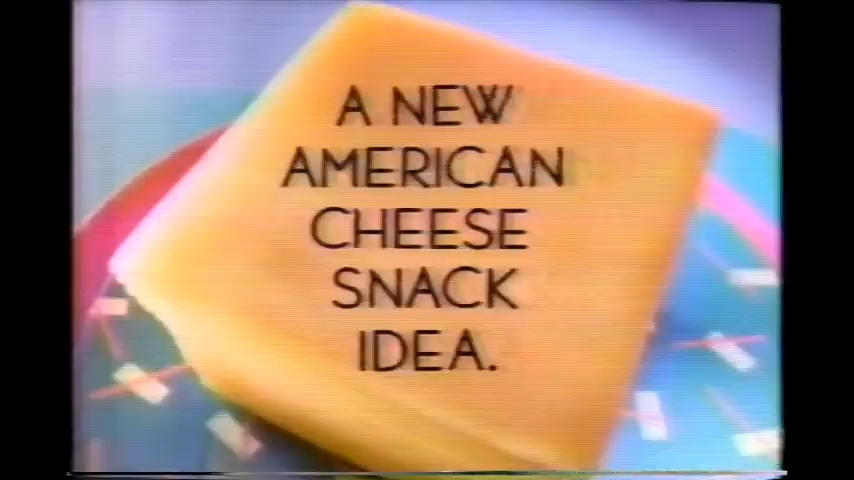 A NEW
AMERICAN
CHEESE
SNACK
IDEA.